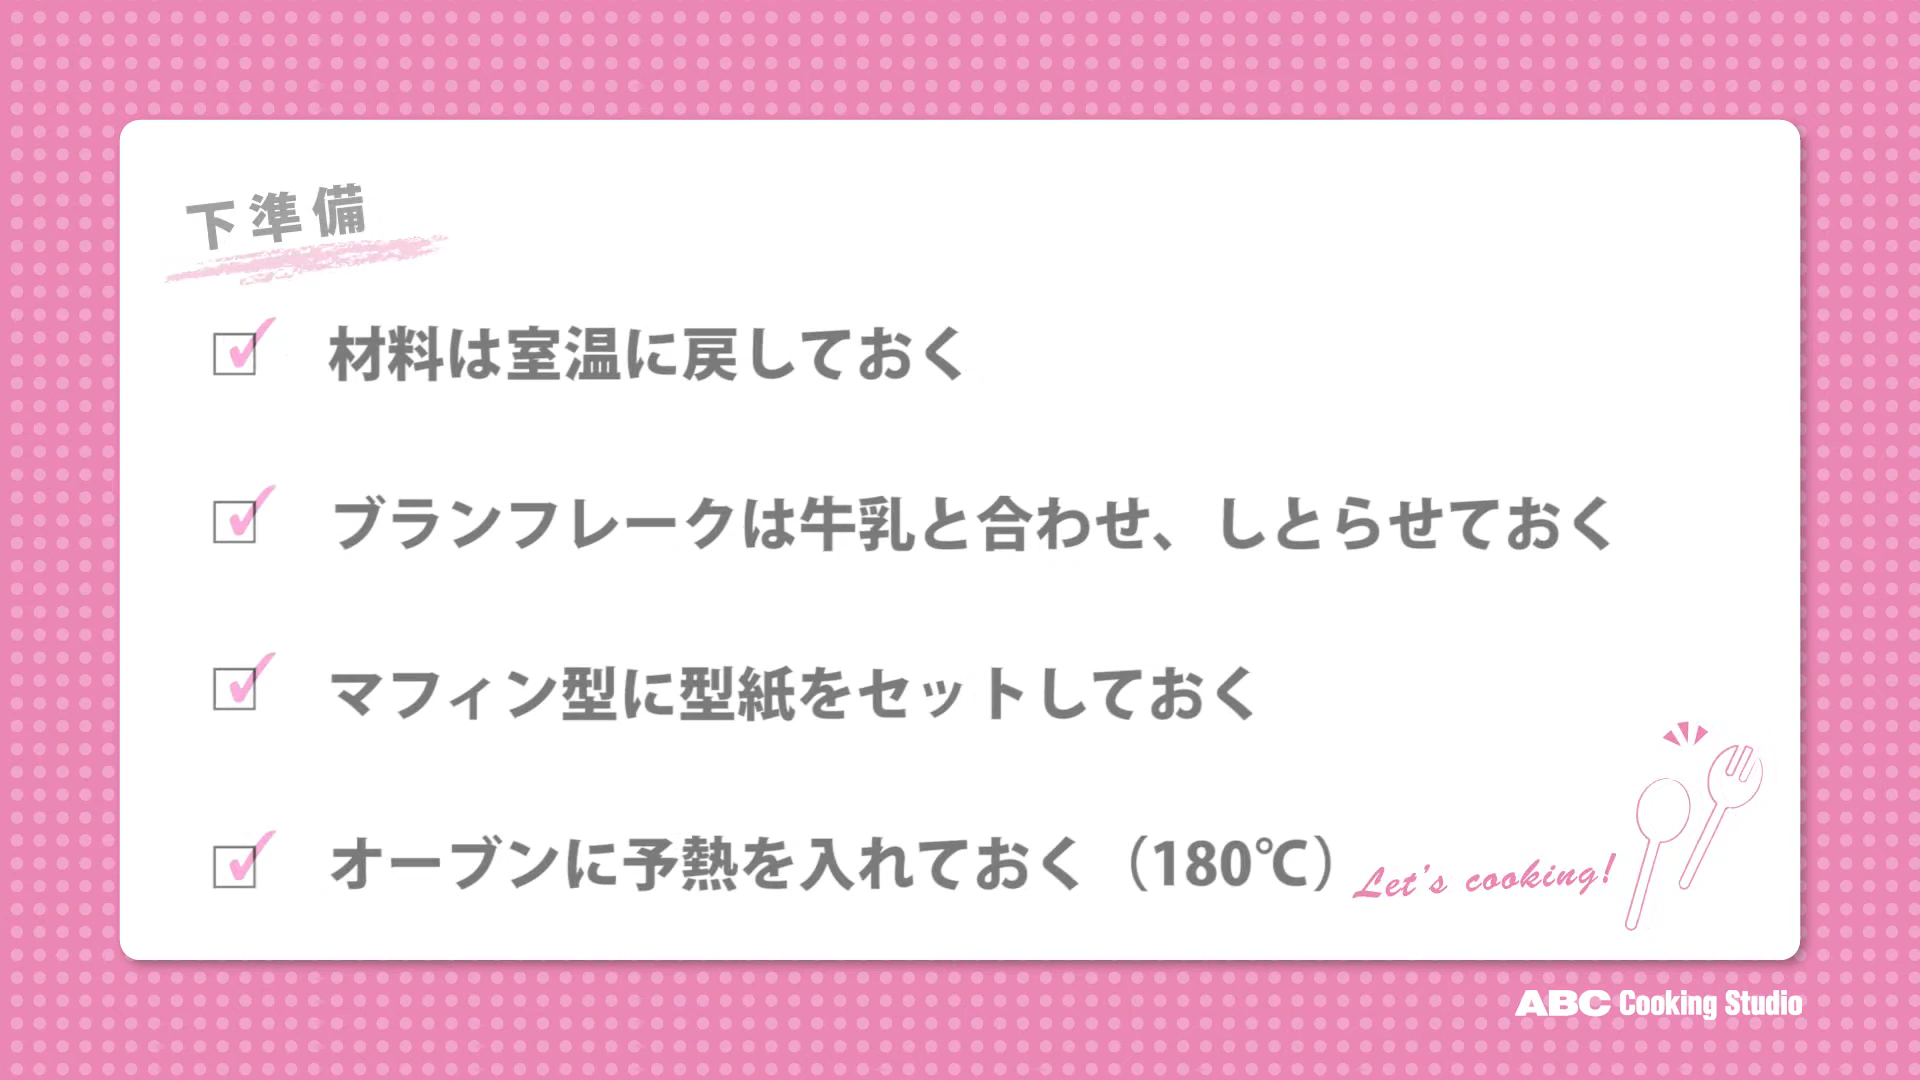 下準備
材料は室温に戻しておく
ブランフレークは牛乳と合わせ、しとらせておく
マフィン型に型紙をセットしておく
オーブンに予熱を入れておく（180℃）
Let's cooking!
ABC Cooking Studio